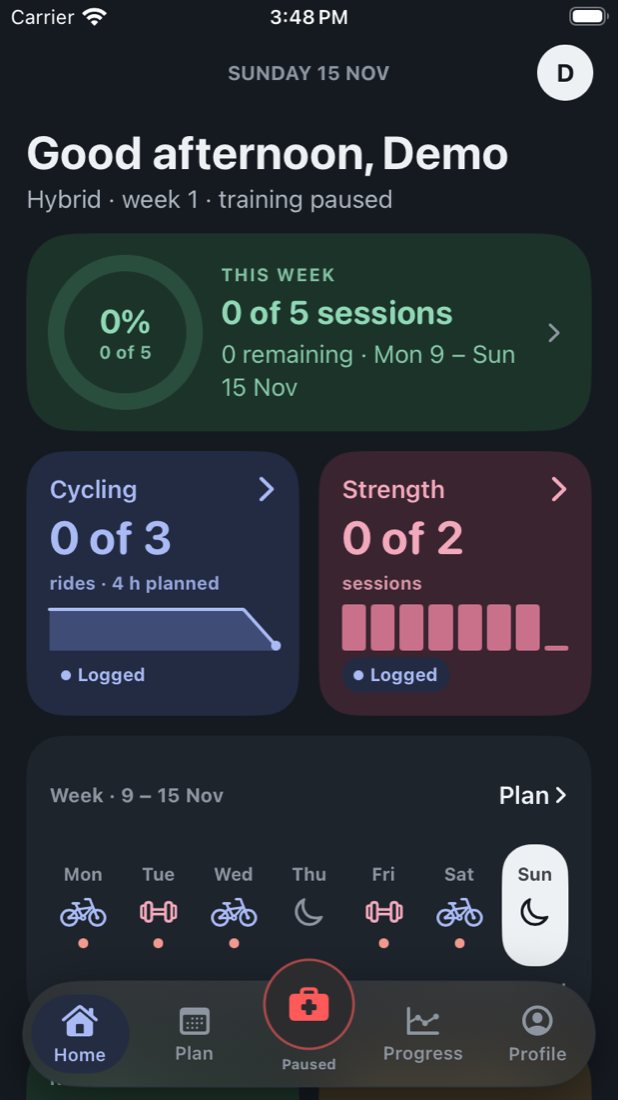 Carrier 3:48 PM
SUNDAY 15 NOV
D
Good afternoon, Demo
Hybrid · week 1 · training paused
THIS WEEK
0%
0 of 5
0 of 5 sessions
0 remaining · Mon 9 – Sun
15 Nov
Cycling
0 of 3
rides · 4 h planned
Logged
Strength
0 of 2
sessions
Logged
Week · 9 – 15 Nov
Plan
Mon Tue Wed Thu Fri Sat Sun
Home
Plan
Paused
Progress
Profile